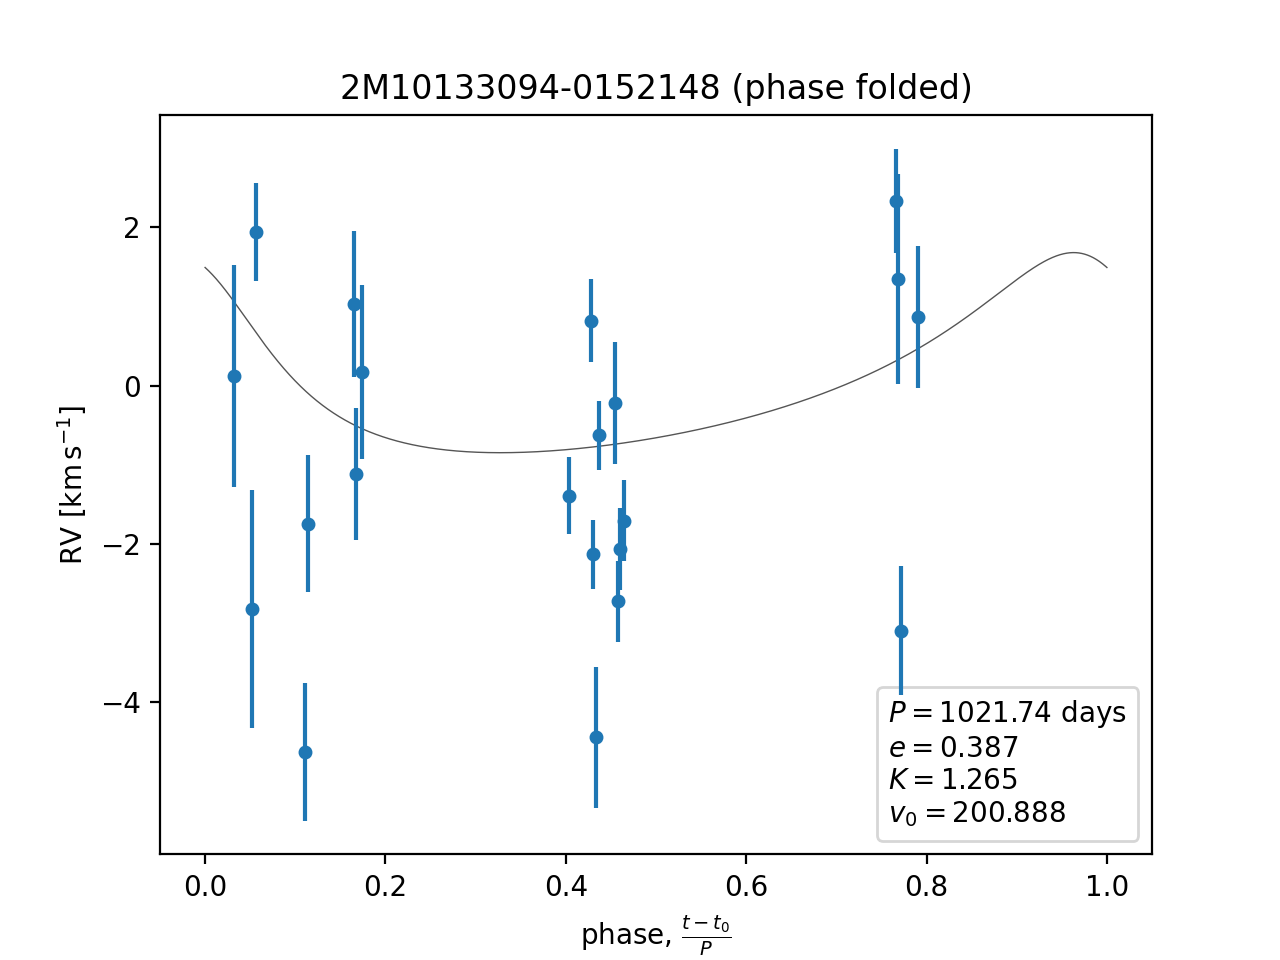 2M10133094-0152148 (phase folded)
RV [km s⁻¹]
2
0
−2
−4
0.0 0.2 0.4 0.6 0.8 1.0
phase, (t − t₀)/P
P = 1021.74 days
e = 0.387
K = 1.265
v₀ = 200.888